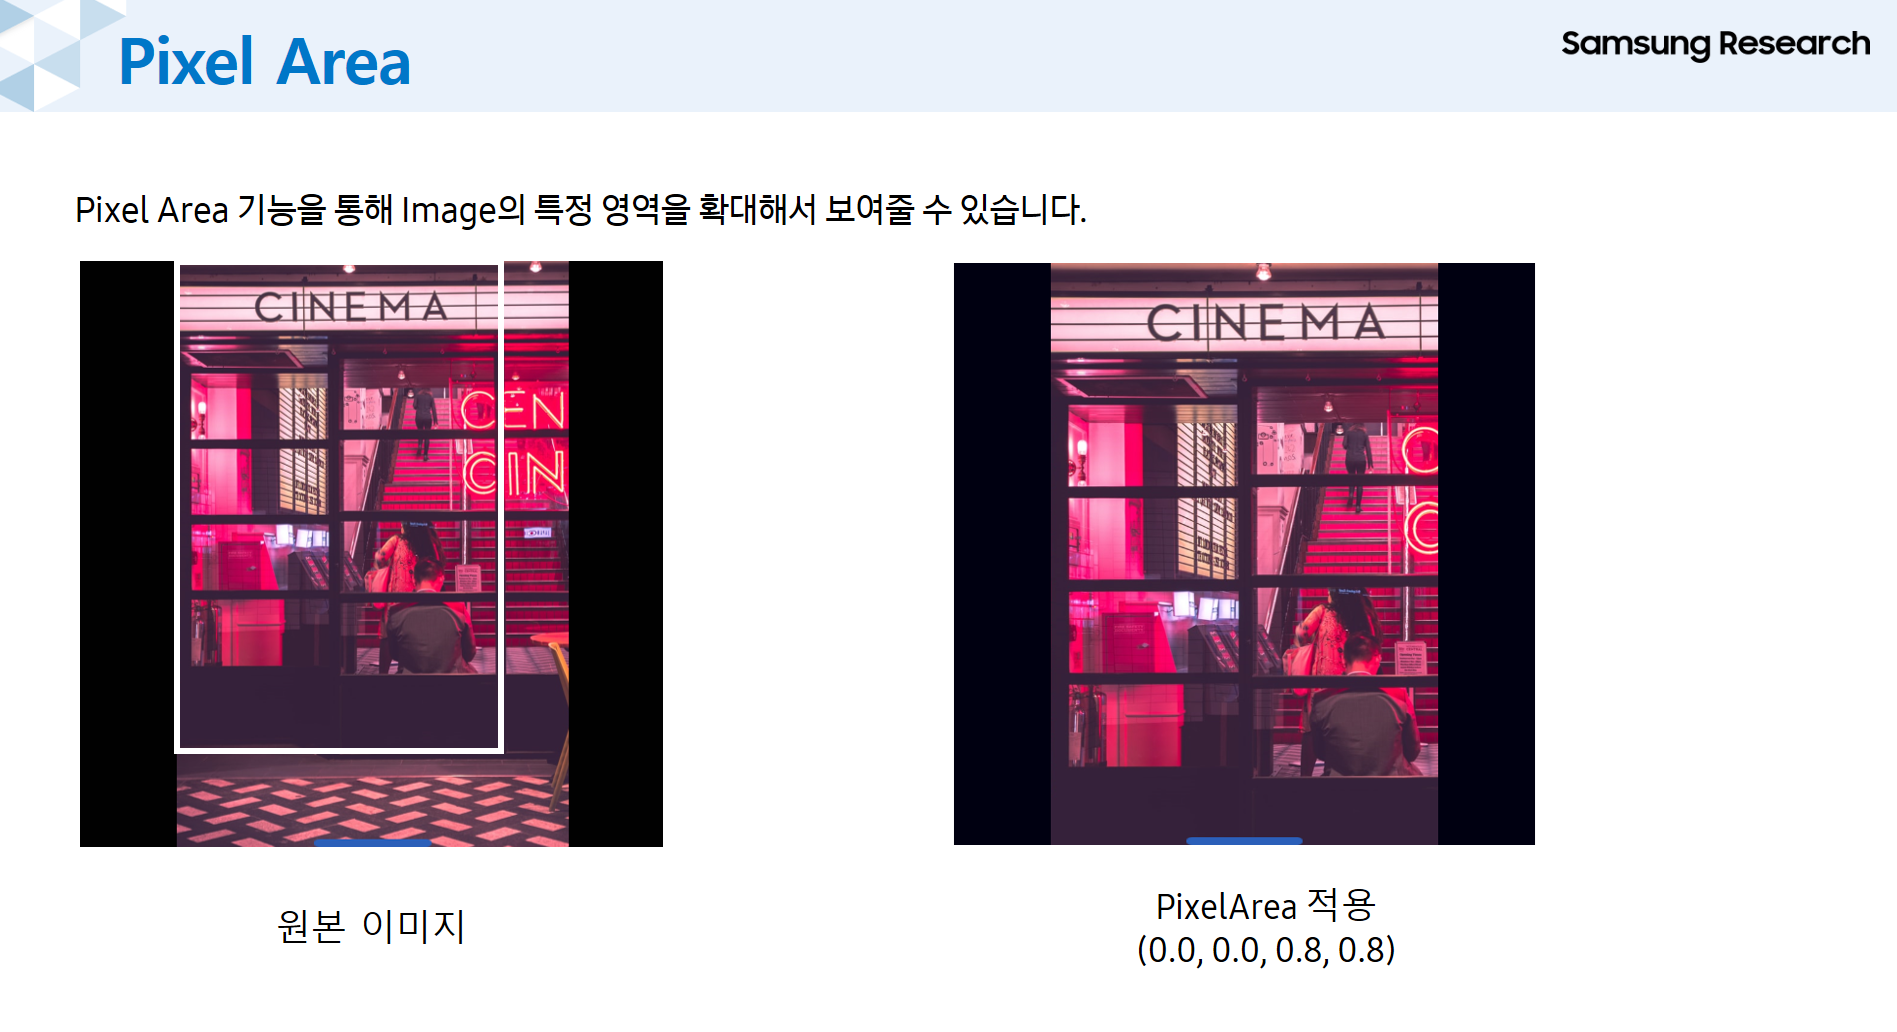 Pixel Area
Samsung Research
Pixel Area 기능을 통해 Image의 특정 영역을 확대해서 보여줄 수 있습니다.
CINEMA
CEN
CIN
CINEMA
C
C
원본 이미지
PixelArea 적용
(0.0, 0.0, 0.8, 0.8)